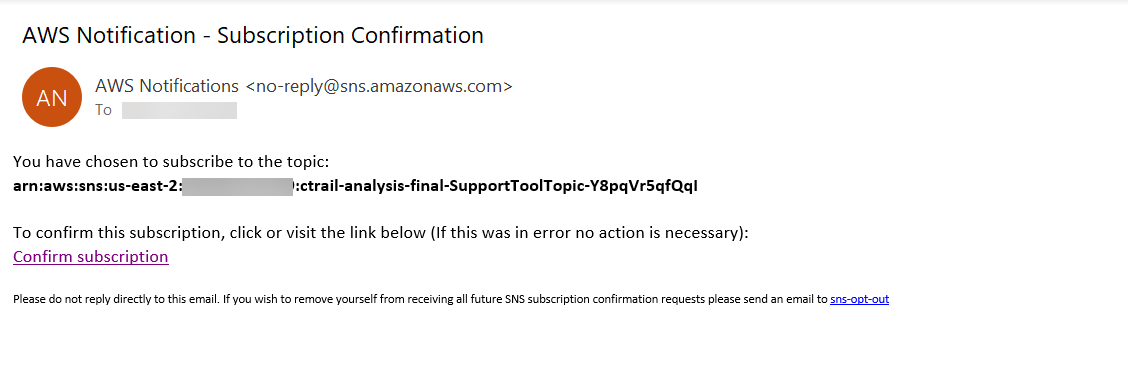 AWS Notification - Subscription Confirmation
AN
AWS Notifications <no-reply@sns.amazonaws.com>
To
You have chosen to subscribe to the topic:
arn:aws:sns:us-east-2: :ctrail-analysis-final-SupportToolTopic-Y8pqVr5qfQqI
To confirm this subscription, click or visit the link below (If this was in error no action is necessary):
Confirm subscription
Please do not reply directly to this email. If you wish to remove yourself from receiving all future SNS subscription confirmation requests please send an email to sns-opt-out